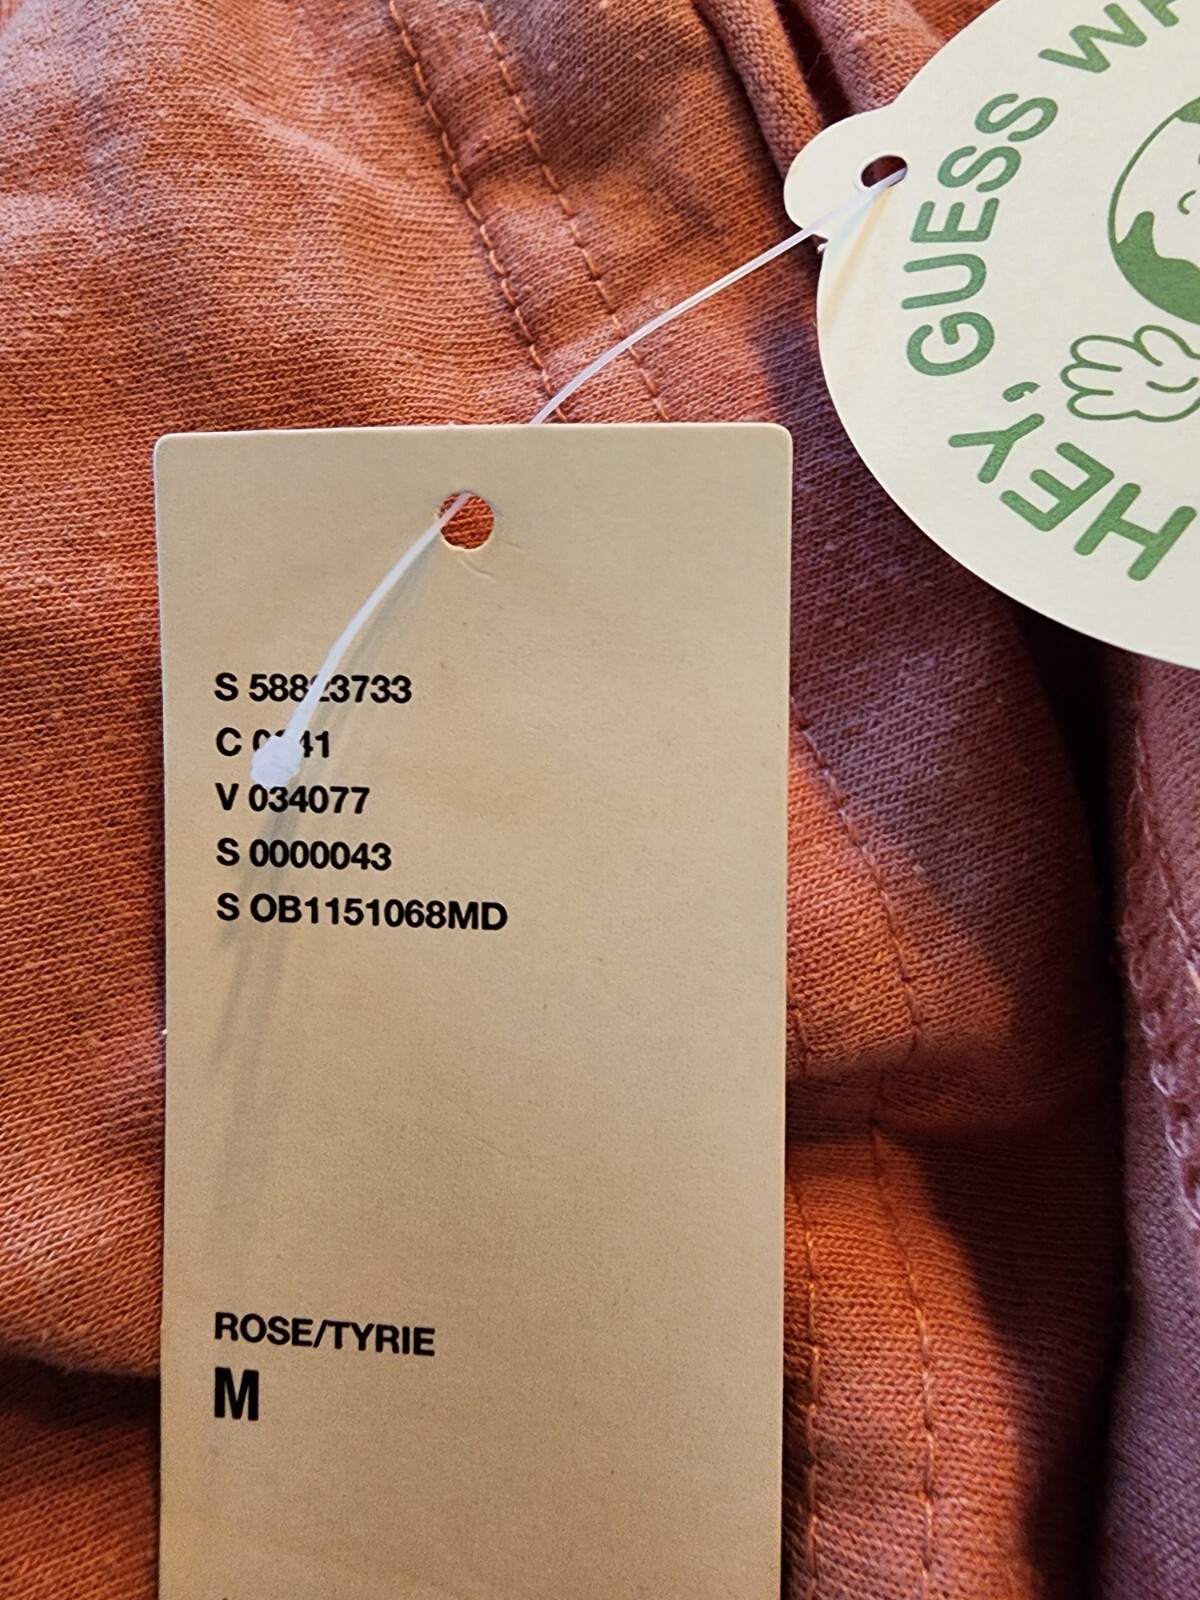 HEY, GUESS
S 58823733
V 034077
S 0000043
S OB1151068MD
ROSE/TYRIE
M